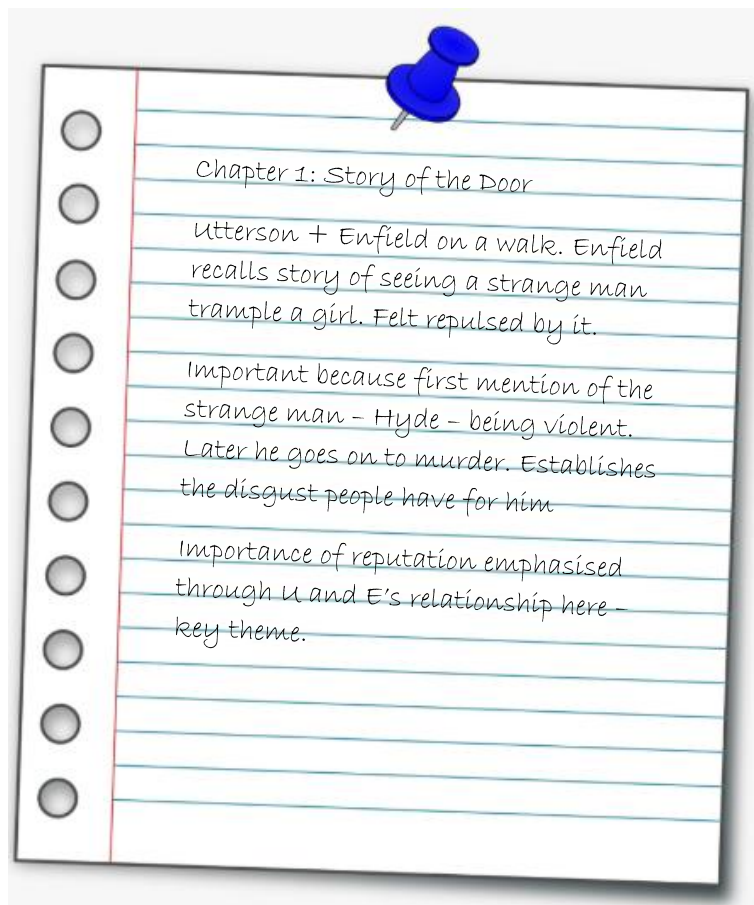 Chapter 1: Story of the Door
Utterson + Enfield on a walk. Enfield
recalls story of seeing a strange man
trample a girl. Felt repulsed by it.
Important because first mention of the
strange man – Hyde – being violent.
Later he goes on to murder. Establishes
the disgust people have for him
Importance of reputation emphasised
through U and E's relationship here –
key theme.